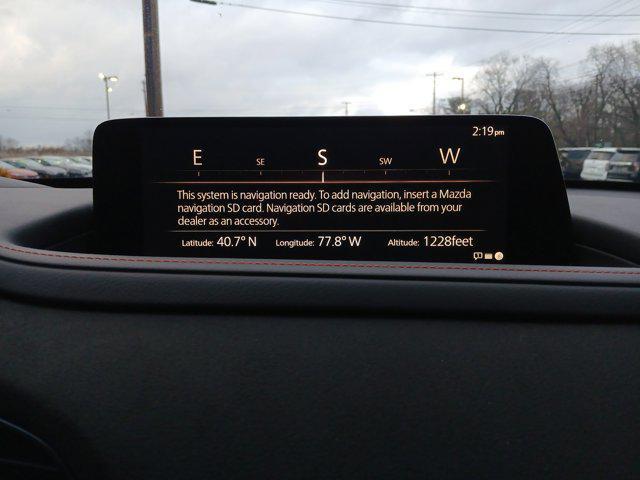 2:19pm
E SE S SW W
This system is navigation ready. To add navigation, insert a Mazda
navigation SD card. Navigation SD cards are available from your
dealer as an accessory.
Latitude: 40.7° N Longitude: 77.8° W Altitude: 1228feet